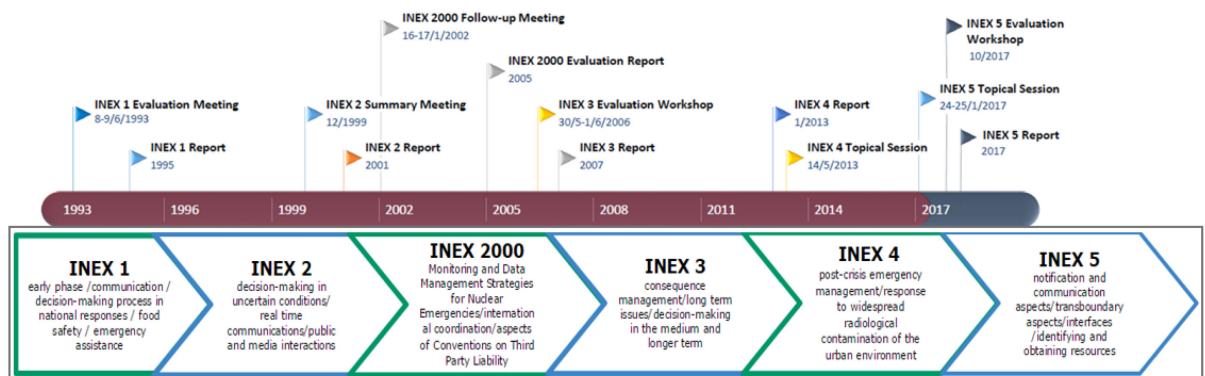 INEX 2000 Follow-up Meeting
16-17/1/2002
INEX 5 Evaluation
Workshop
10/2017
INEX 2000 Evaluation Report
2005
INEX 5 Topical Session
24-25/1/2017
INEX 1 Evaluation Meeting
8-9/6/1993
INEX 2 Summary Meeting
12/1999
INEX 3 Evaluation Workshop
30/5-1/6/2006
INEX 4 Report
1/2013
INEX 5 Report
2017
INEX 1 Report
1995
INEX 2 Report
2001
INEX 3 Report
2007
INEX 4 Topical Session
14/5/2013
1993 1996 1999 2002 2005 2008 2011 2014 2017
INEX 1
early phase /communication /
decision-making process in
national responses / food
safety / emergency
assistance
INEX 2
decision-making in
uncertain conditions/
real time
communications/public
and media interactions
INEX 2000
Monitoring and Data
Management Strategies
for Nuclear
Emergencies/internation
al coordination/aspects
of Conventions on Third
Party Liability
INEX 3
consequence
management/long term
issues/decision-making
in the medium and
longer term
INEX 4
post-crisis emergency
management/response
to widespread
radiological
contamination of the
urban environment
INEX 5
notification and
communication
aspects/transboundary
aspects/interfaces
/identifying and
obtaining resources